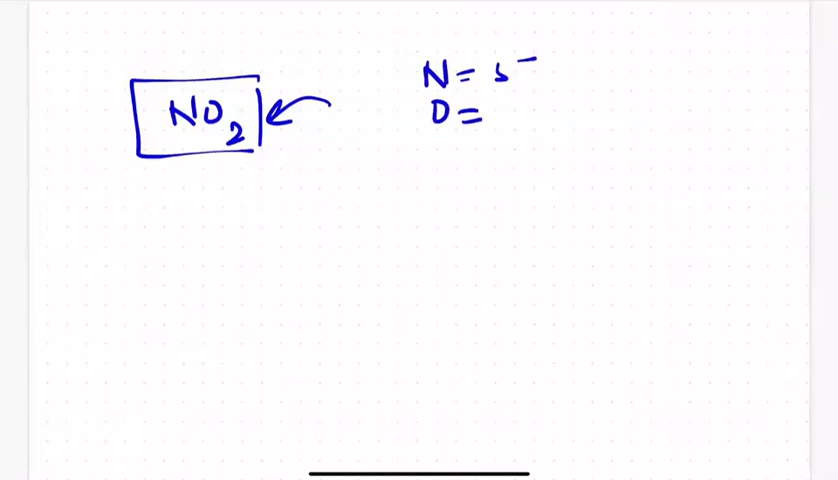 NO₂
N = 5⁻
O =